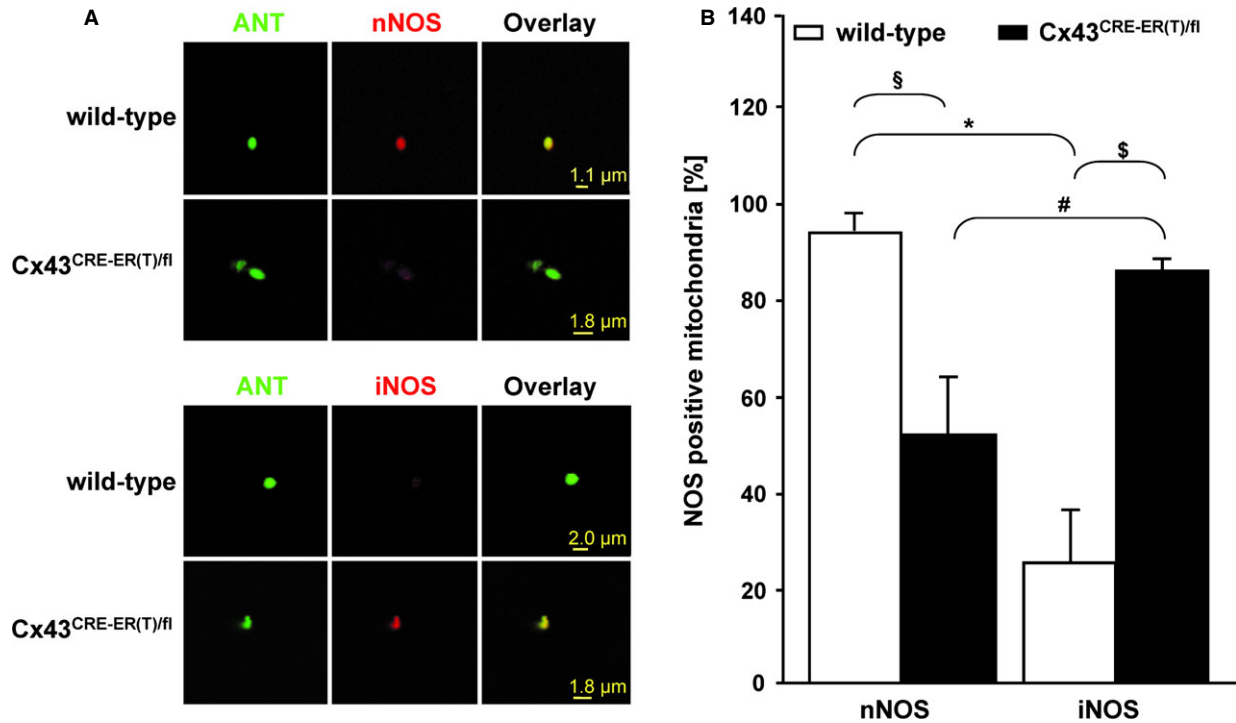 A
ANT nNOS Overlay
wild-type
1.1 µm
Cx43CRE-ER(T)/fl
1.8 µm
ANT iNOS Overlay
wild-type
2.0 µm
Cx43CRE-ER(T)/fl
1.8 µm
B
NOS positive mitochondria [%]
140
120
100
80
60
40
20
0
wild-type Cx43CRE-ER(T)/fl
§
*
$
#
nNOS iNOS